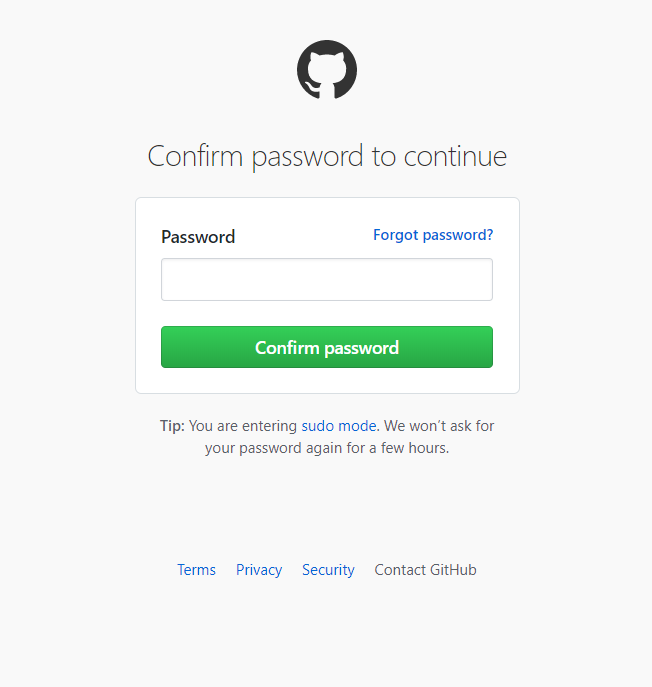 Confirm password to continue
Password Forgot password?
Confirm password
Tip: You are entering sudo mode. We won’t ask for
your password again for a few hours.
Terms Privacy Security Contact GitHub